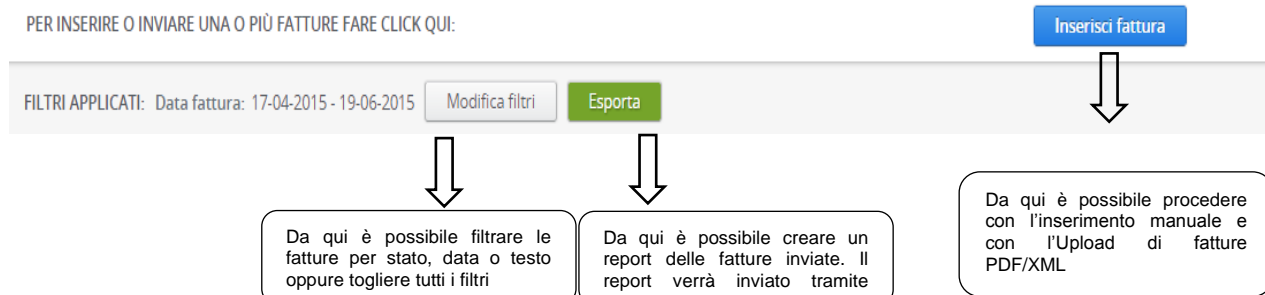 PER INSERIRE O INVIARE UNA O PIÙ FATTURE FARE CLICK QUI:
Inserisci fattura
FILTRI APPLICATI: Data fattura: 17-04-2015 - 19-06-2015
Modifica filtri
Esporta
Da qui è possibile filtrare le
fatture per stato, data o testo
oppure togliere tutti i filtri
Da qui è possibile creare un
report delle fatture inviate. Il
report verrà inviato tramite
Da qui è possibile procedere
con l'inserimento manuale e
con l'Upload di fatture
PDF/XML